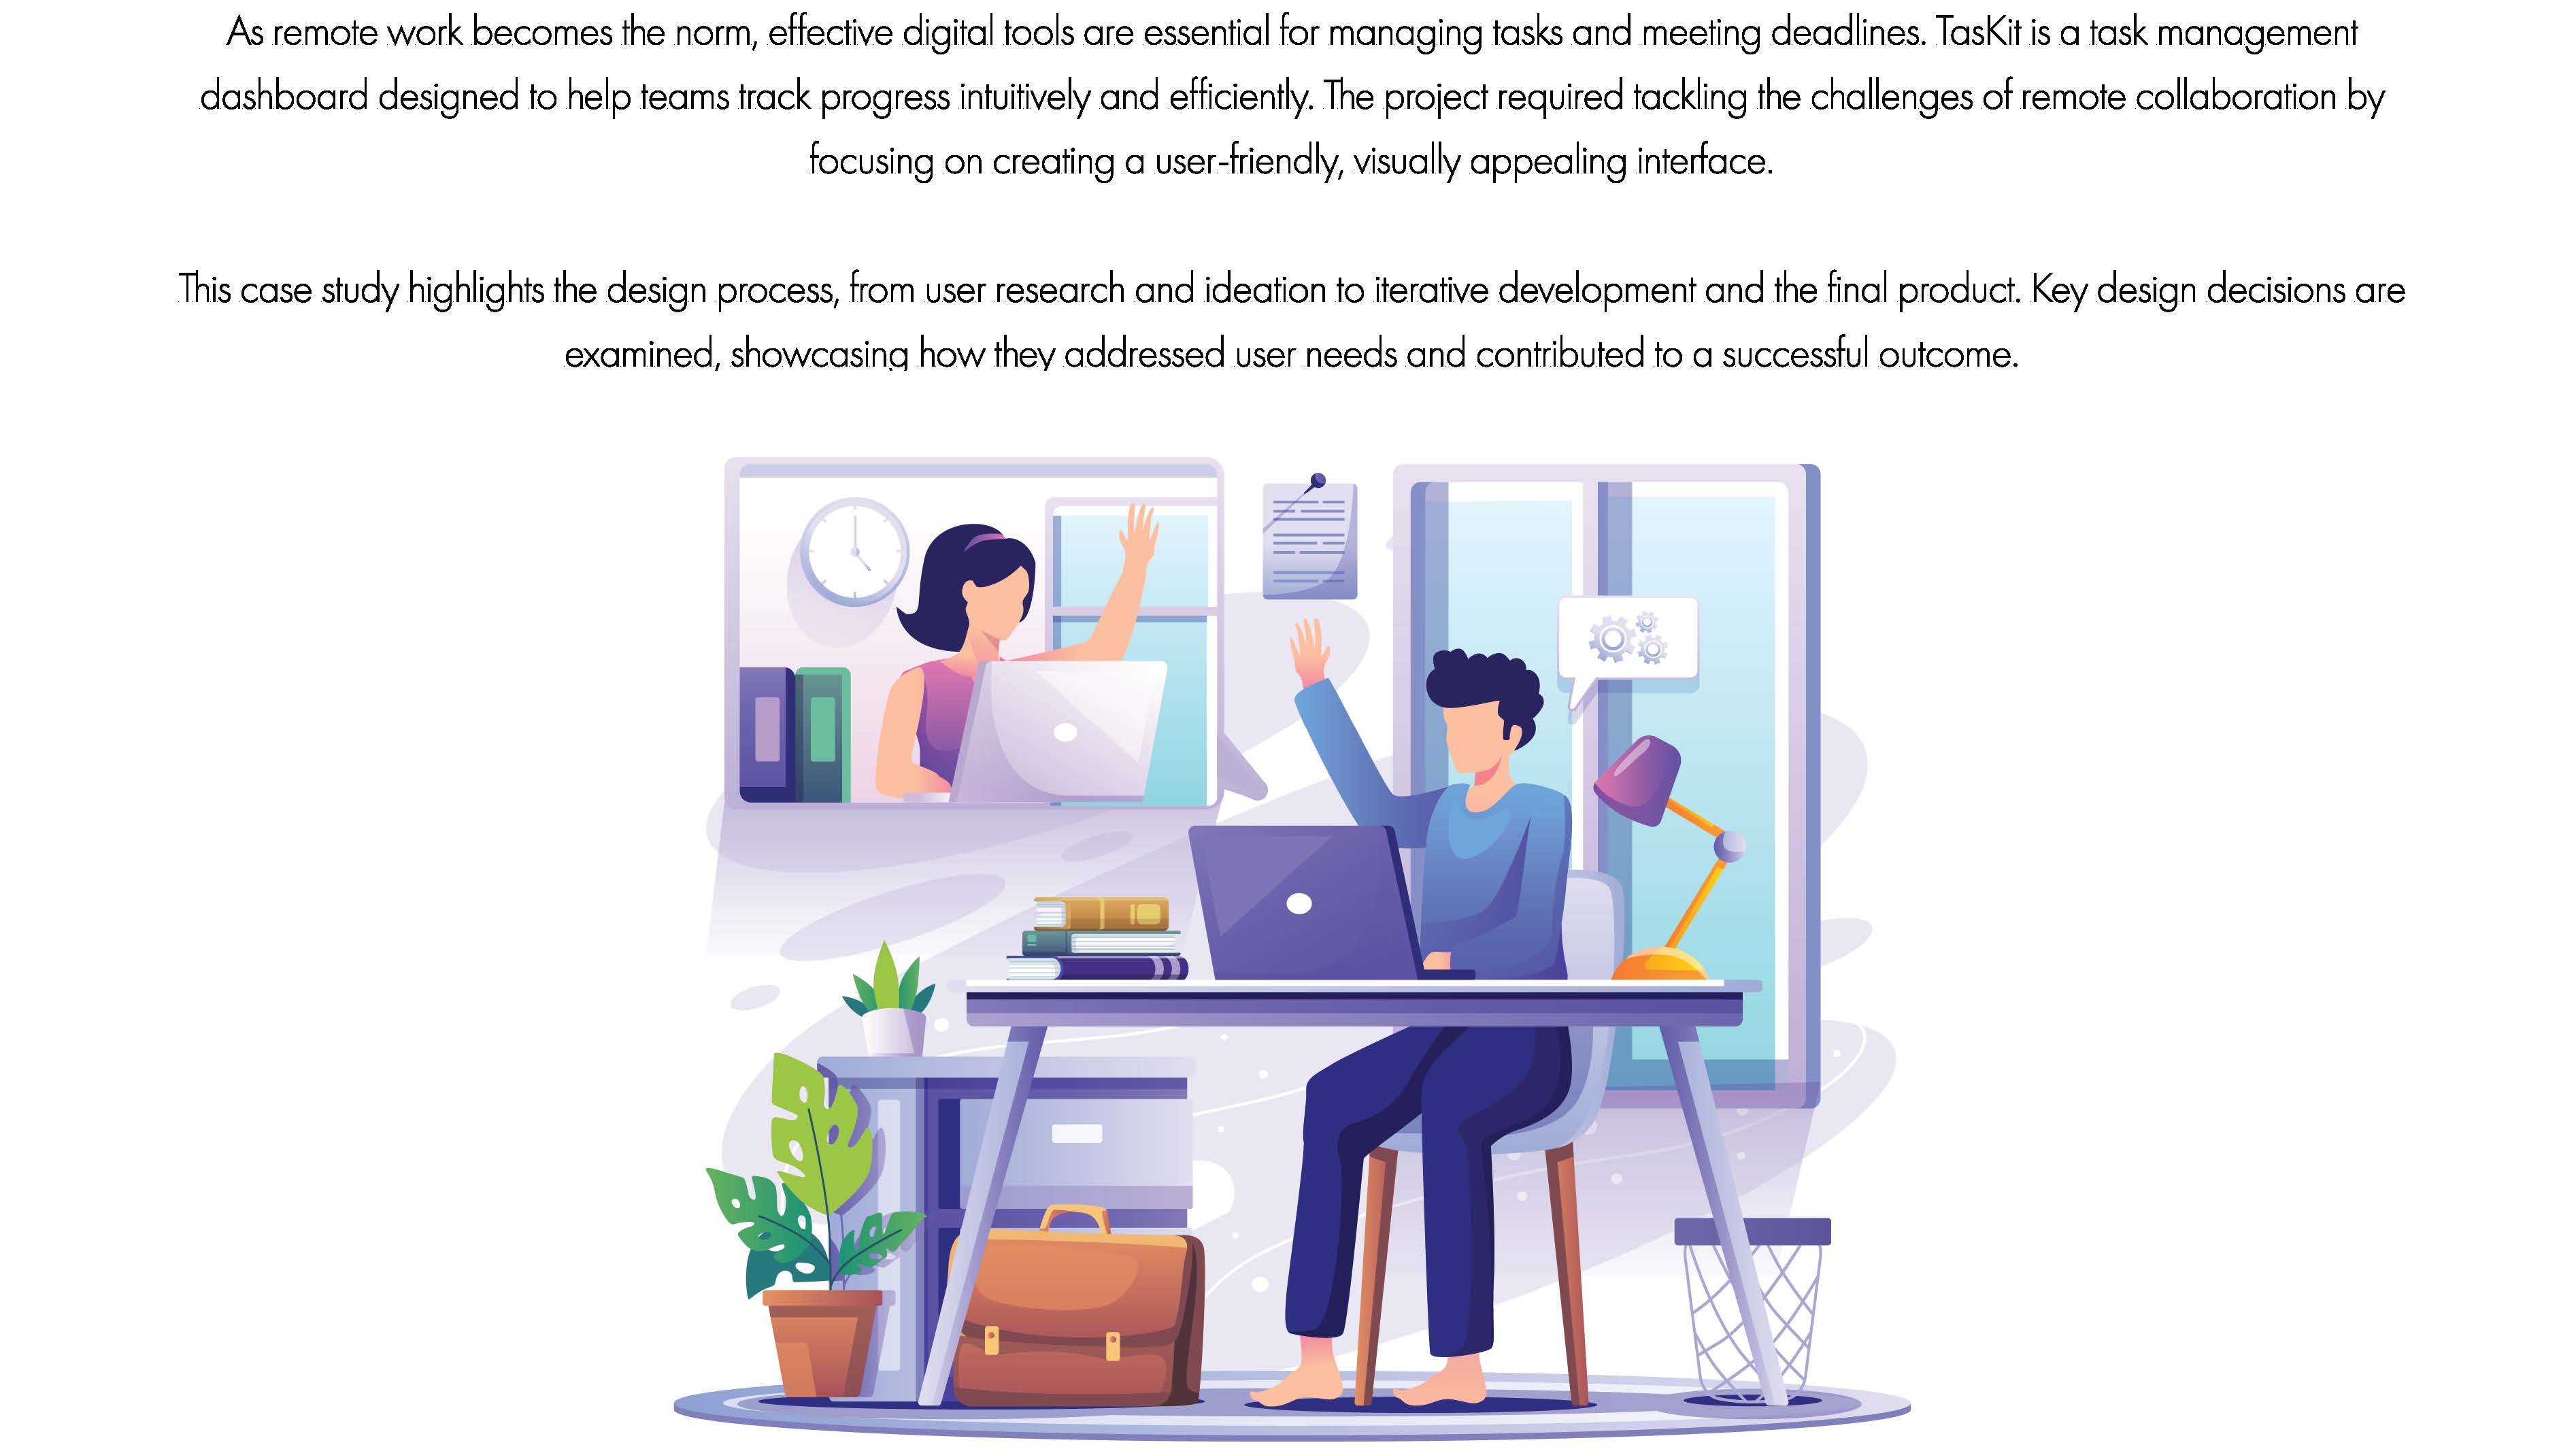 As remote work becomes the norm, effective digital tools are essential for managing tasks and meeting deadlines. TasKit is a task management
dashboard designed to help teams track progress intuitively and efficiently. The project required tackling the challenges of remote collaboration by
focusing on creating a user-friendly, visually appealing interface.
This case study highlights the design process, from user research and ideation to iterative development and the final product. Key design decisions are
examined, showcasing how they addressed user needs and contributed to a successful outcome.